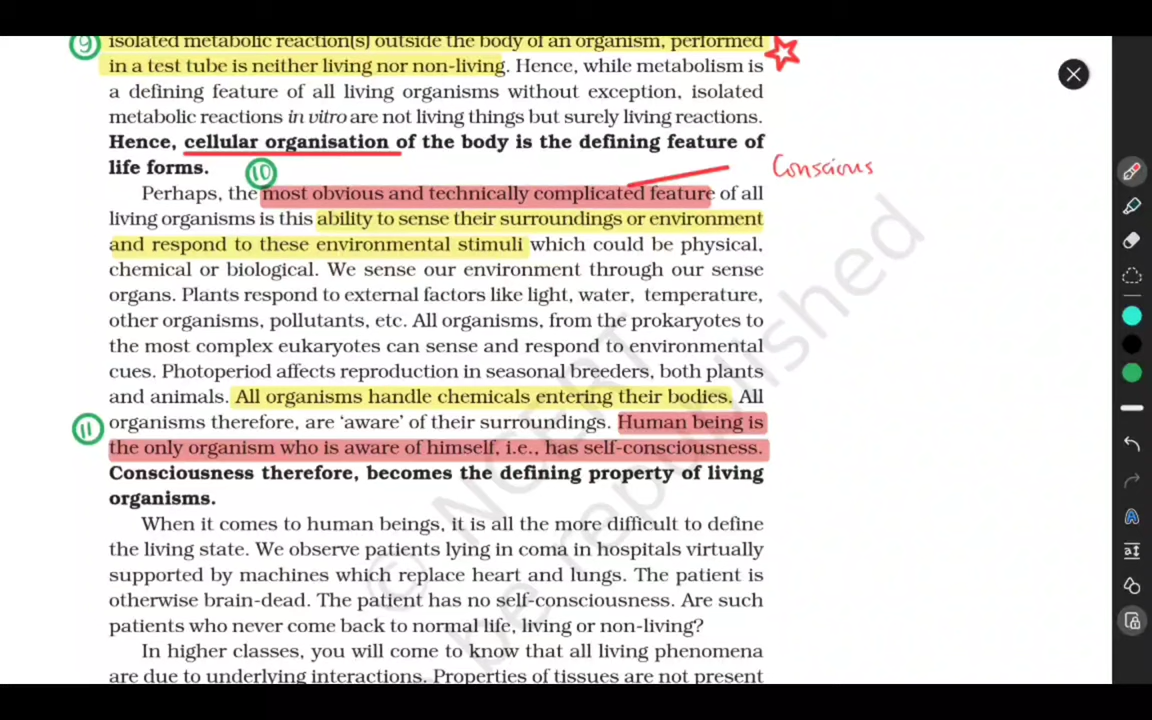 9 isolated metabolic reaction(s) outside the body of an organism, performed
in a test tube is neither living nor non-living. Hence, while metabolism is
a defining feature of all living organisms without exception, isolated
metabolic reactions in vitro are not living things but surely living reactions.
Hence, cellular organisation of the body is the defining feature of
life forms.
10
Conscious
Perhaps, the most obvious and technically complicated feature of all
living organisms is this ability to sense their surroundings or environment
and respond to these environmental stimuli which could be physical,
chemical or biological. We sense our environment through our sense
organs. Plants respond to external factors like light, water, temperature,
other organisms, pollutants, etc. All organisms, from the prokaryotes to
the most complex eukaryotes can sense and respond to environmental
cues. Photoperiod affects reproduction in seasonal breeders, both plants
and animals. All organisms handle chemicals entering their bodies. All
11 organisms therefore, are ‘aware’ of their surroundings. Human being is
the only organism who is aware of himself, i.e., has self-consciousness.
Consciousness therefore, becomes the defining property of living
organisms.
When it comes to human beings, it is all the more difficult to define
the living state. We observe patients lying in coma in hospitals virtually
supported by machines which replace heart and lungs. The patient is
otherwise brain-dead. The patient has no self-consciousness. Are such
patients who never come back to normal life, living or non-living?
In higher classes, you will come to know that all living phenomena
are due to underlying interactions. Properties of tissues are not present
© NCERT
be republished